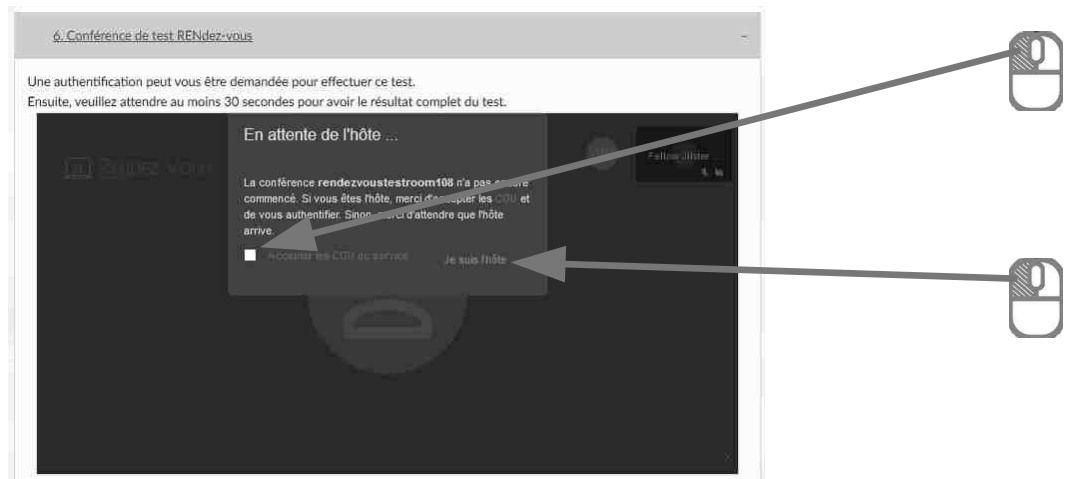 6. Conférence de test RENdez-vous -
Une authentification peut vous être demandée pour effectuer ce test.
Ensuite, veuillez attendre au moins 30 secondes pour avoir le résultat complet du test.
En attente de l'hôte ...
Rendez-vous
Fellow Jitster
La conférence rendezvoustestroom108 n'a pas encore
commencé. Si vous êtes l'hôte, merci d'accepter les CGU et
de vous authentifier. Sinon, merci d'attendre que l'hôte
arrive.
Accepter les CGU du service
Je suis l'hôte